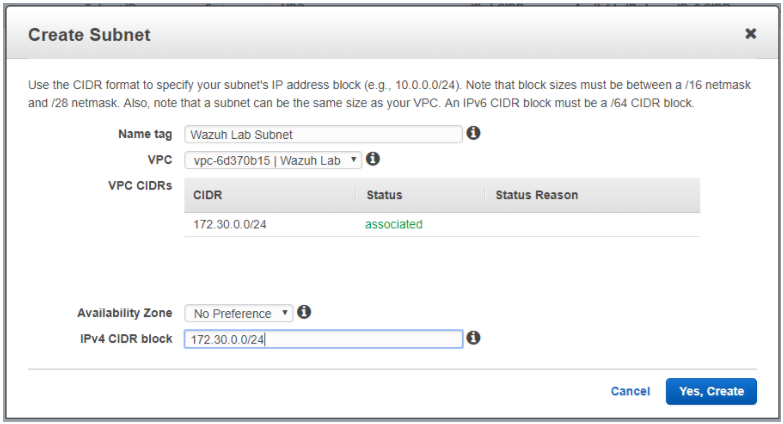 Create Subnet
Use the CIDR format to specify your subnet's IP address block (e.g., 10.0.0.0/24). Note that block sizes must be between a /16 netmask
and /28 netmask. Also, note that a subnet can be the same size as your VPC. An IPv6 CIDR block must be a /64 CIDR block.
Name tag Wazuh Lab Subnet
VPC vpc-6d370b15 | Wazuh Lab
VPC CIDRs
CIDR Status Status Reason
172.30.0.0/24 associated
Availability Zone No Preference
IPv4 CIDR block 172.30.0.0/24
Cancel Yes, Create